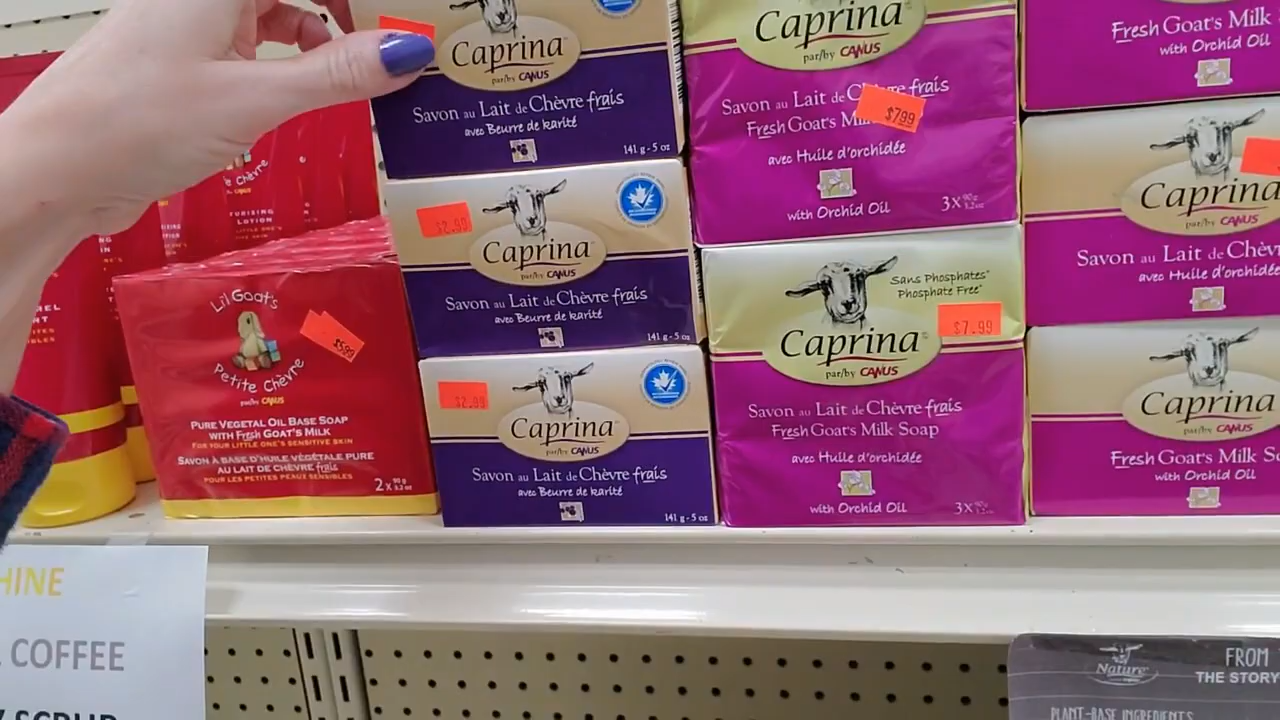 Caprina
par/by CANUS
Savon au Lait de Chèvre frais
avec Beurre de karité
141 g - 5 oz
$2.99
Caprina
par/by CANUS
Savon au Lait de Chèvre frais
avec Beurre de karité
141 g - 5 oz
$2.99
Caprina
par/by CANUS
Savon au Lait de Chèvre frais
avec Beurre de karité
141 g - 5 oz
Caprina
par/by CANUS
$7.99
Savon au Lait de Chèvre frais
Fresh Goat's
avec Huile d'orchidée
with Orchid Oil
3X
Sans Phosphates*
Phosphate Free*
$7.99
Caprina
par/by CANUS
Savon au Lait de Chèvre frais
Fresh Goat's Milk Soap
avec Huile d'orchidée
with Orchid Oil
3X
Fresh Goat's Milk
with Orchid Oil
Caprina
par/by CANUS
Savon au Lait de
avec Huile d'orchidée
Caprina
par/by CANUS
Fresh Goat's Milk
with Orchid Oil
Li'l Goat's
Petite Chèvre
par/by CANUS
$5.99
PURE VEGETAL OIL BASE SOAP
WITH Fresh GOAT'S MILK
FOR YOUR LITTLE ONE'S SENSITIVE SKIN
SAVON À BASE D'HUILE VÉGÉTALE PURE
AU LAIT DE CHÈVRE frais
POUR LES PETITES PEAUX SENSIBLES
2 x 90 g
3.2 oz
Chèvre
LOTION
HINE
COFFEE
SCRUB
Nature
FROM
THE STORY
PLANT-BASE INGREDIENTS